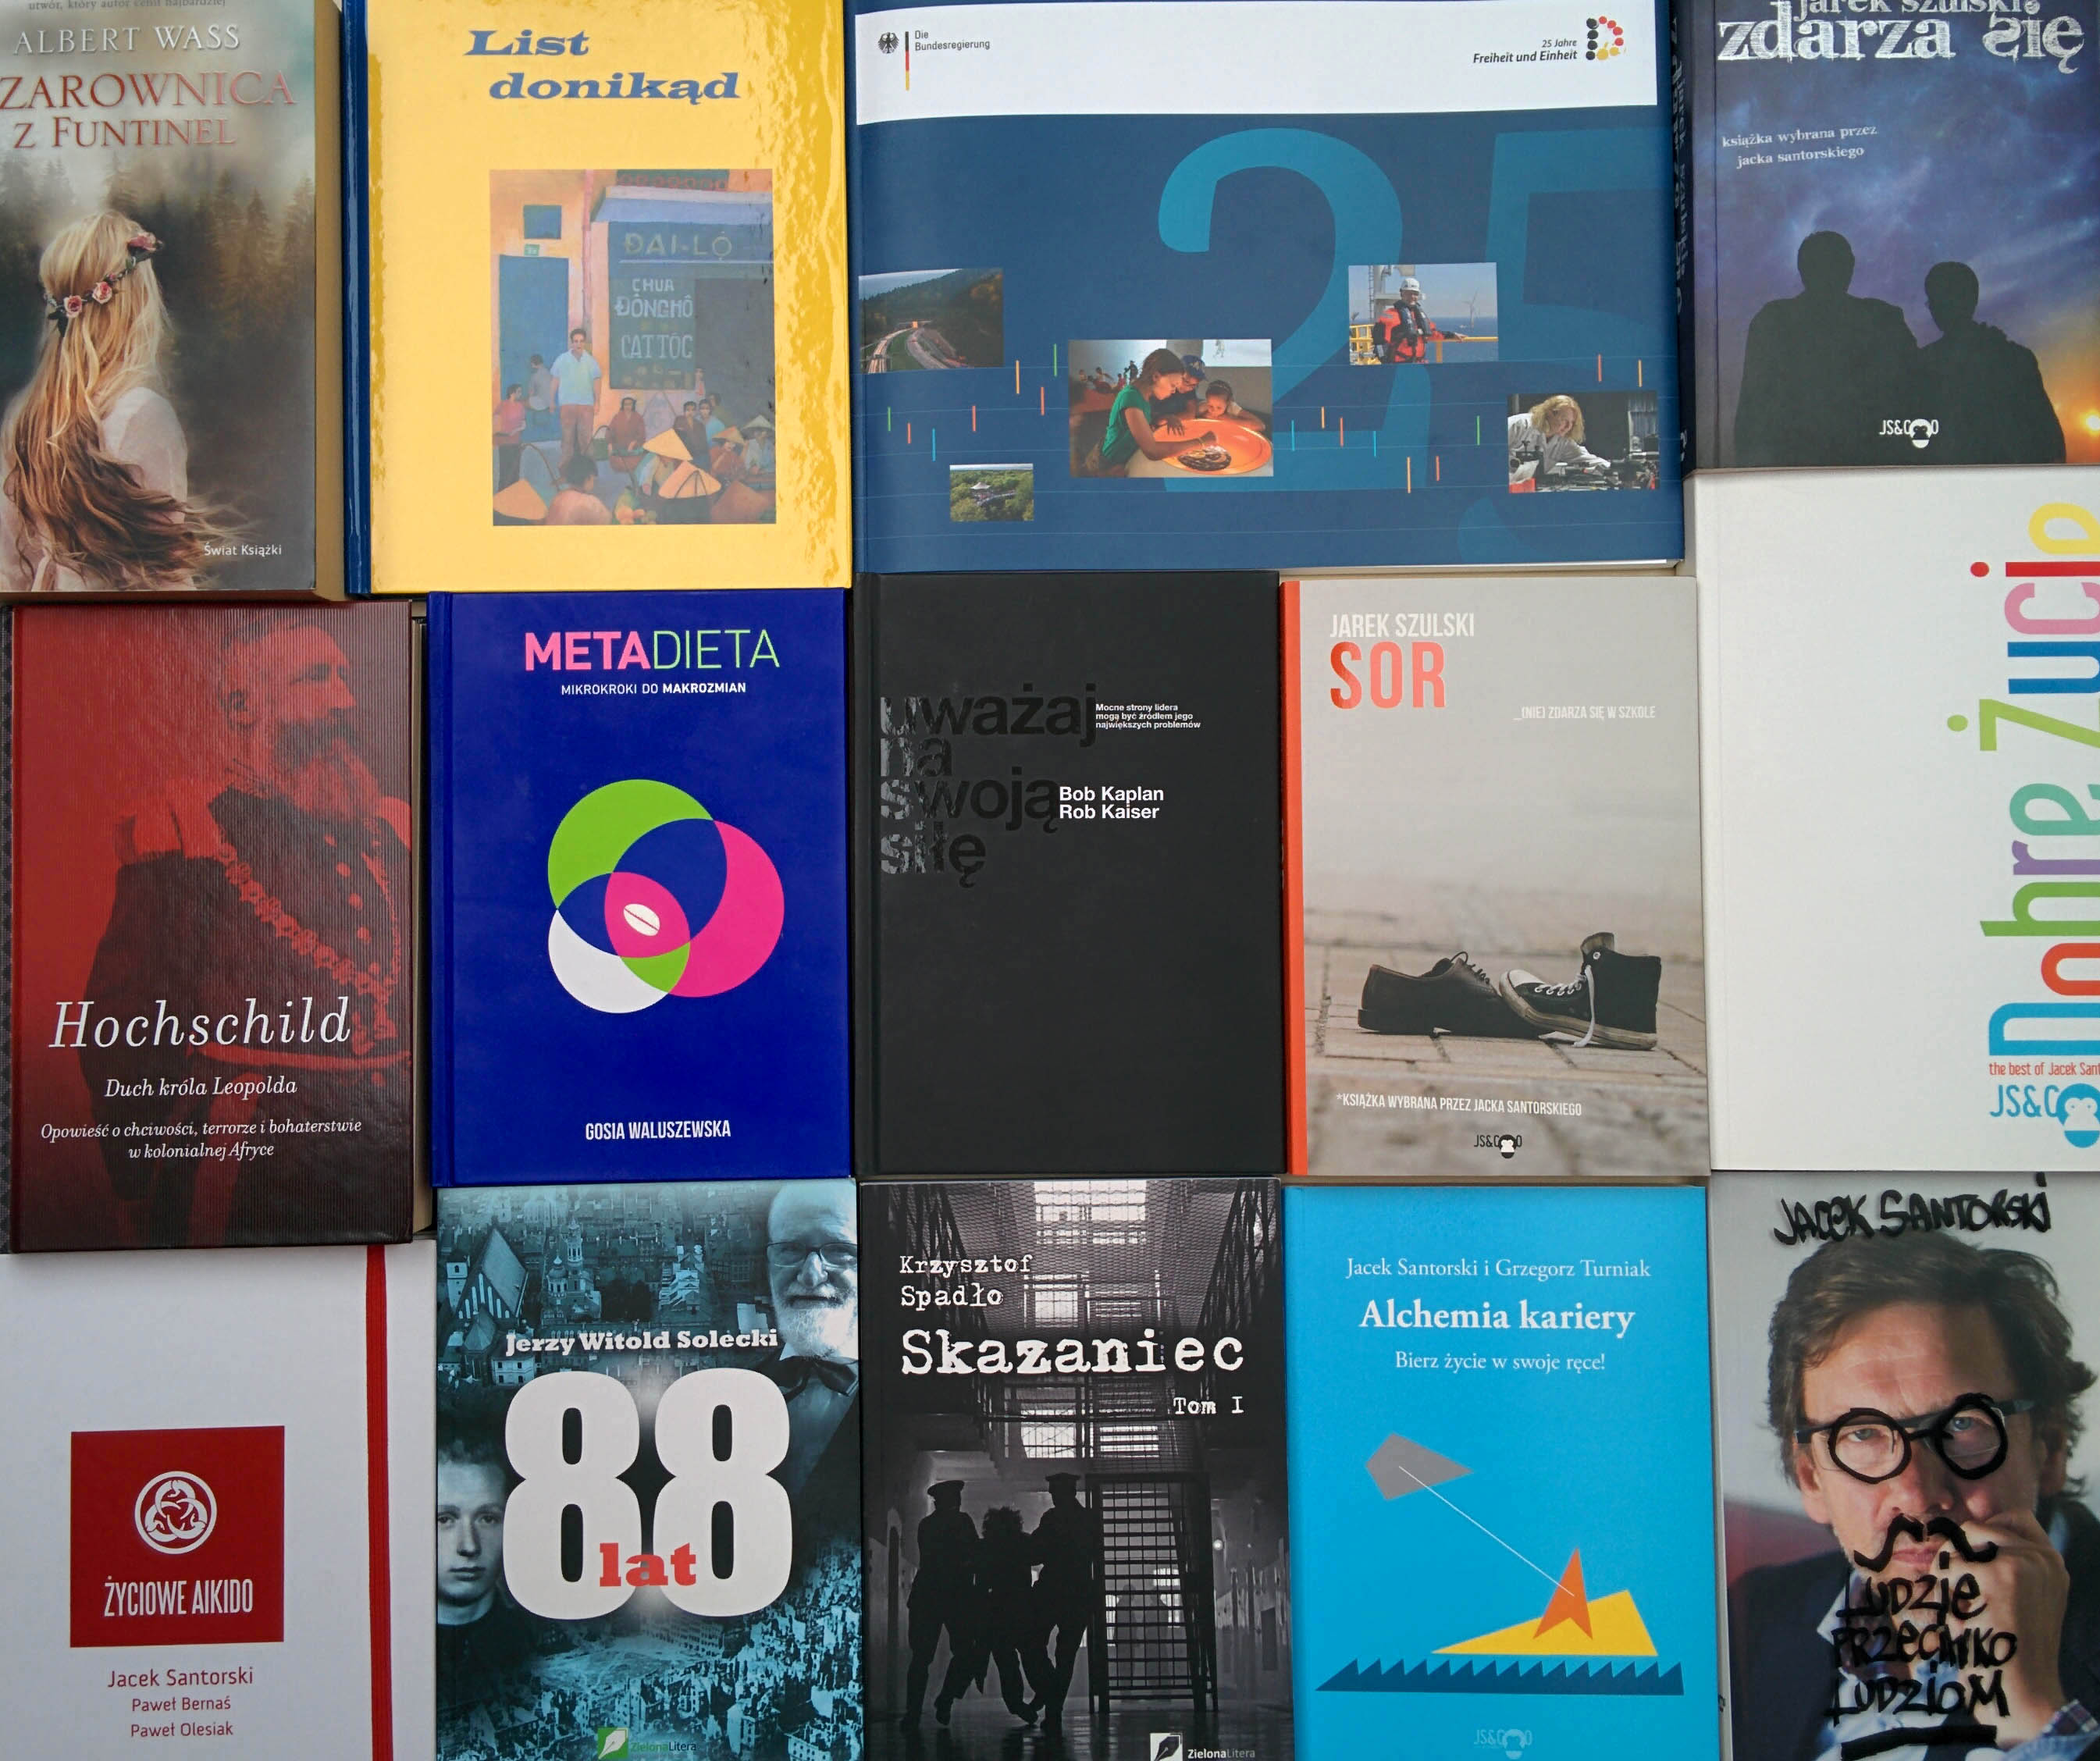 utwór, który autor cenił najbardziej
ALBERT WASS
ZAROWNICA
Z FUNTINEL
Świat Książki
List
donikąd
ĐẠI-LỘ
CHUA
ĐỒNGHỒ
CẮTTÓC
Die
Bundesregierung
25 Jahre
Freiheit und Einheit
25
jarek szulski
zdarza się
książka wybrana przez
jacka santorskiego
JS&CO
Hochschild
Duch króla Leopolda
Opowieść o chciwości, terrorze i bohaterstwie
w kolonialnej Afryce
METADIETA
MIKROKROKI DO MAKROZMIAN
GOSIA WALUSZEWSKA
uważaj
na
swoją
siłę
Mocne strony lidera
mogą być źródłem jego
największych problemów
Bob Kaplan
Rob Kaiser
JAREK SZULSKI
SOR
_(NIE) ZDARZA SIĘ W SZKOLE
*KSIĄŻKA WYBRANA PRZEZ JACKA SANTORSKIEGO
JS&CO
Dobre Życie
the best of Jacek Sant
JS&C
ŻYCIOWE AIKIDO
Jacek Santorski
Paweł Bernaś
Paweł Olesiak
Jerzy Witold Solecki
88
lat
ZielonaLitera
Krzysztof
Spadło
Skazaniec
Tom I
ZielonaLitera
Jacek Santorski i Grzegorz Turniak
Alchemia kariery
Bierz życie w swoje ręce!
JS&CO
JACEK SANTORSKI
LUDZIE
PRZECIWKO
LUDZIOM